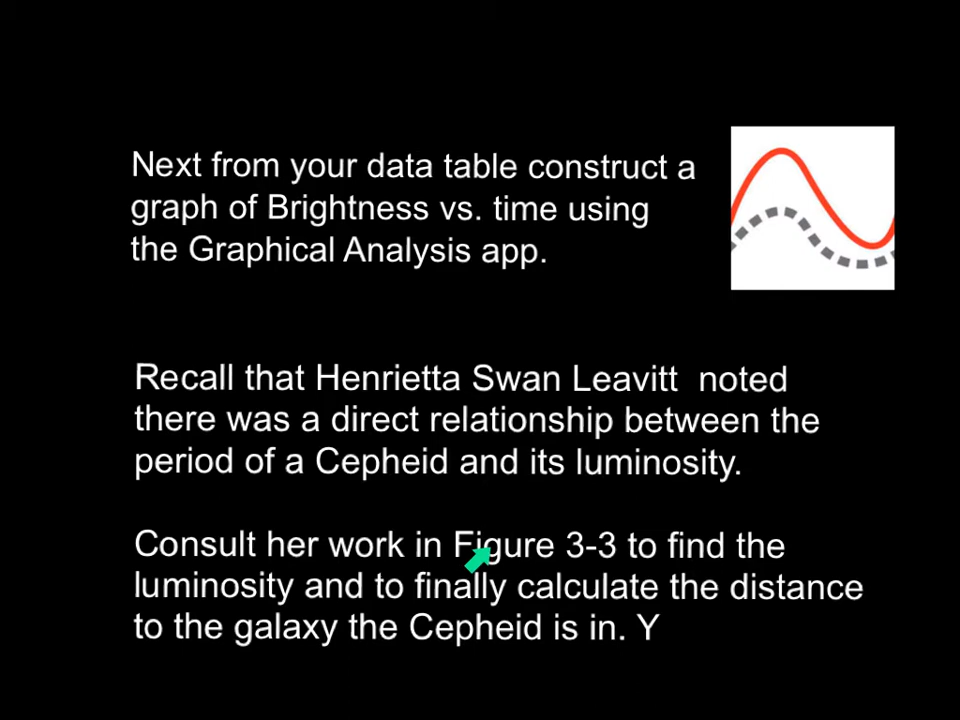 Next from your data table construct a
graph of Brightness vs. time using
the Graphical Analysis app.
Recall that Henrietta Swan Leavitt  noted
there was a direct relationship between the
period of a Cepheid and its luminosity.
Consult her work in Figure 3-3 to find the
luminosity and to finally calculate the distance
to the galaxy the Cepheid is in. Y